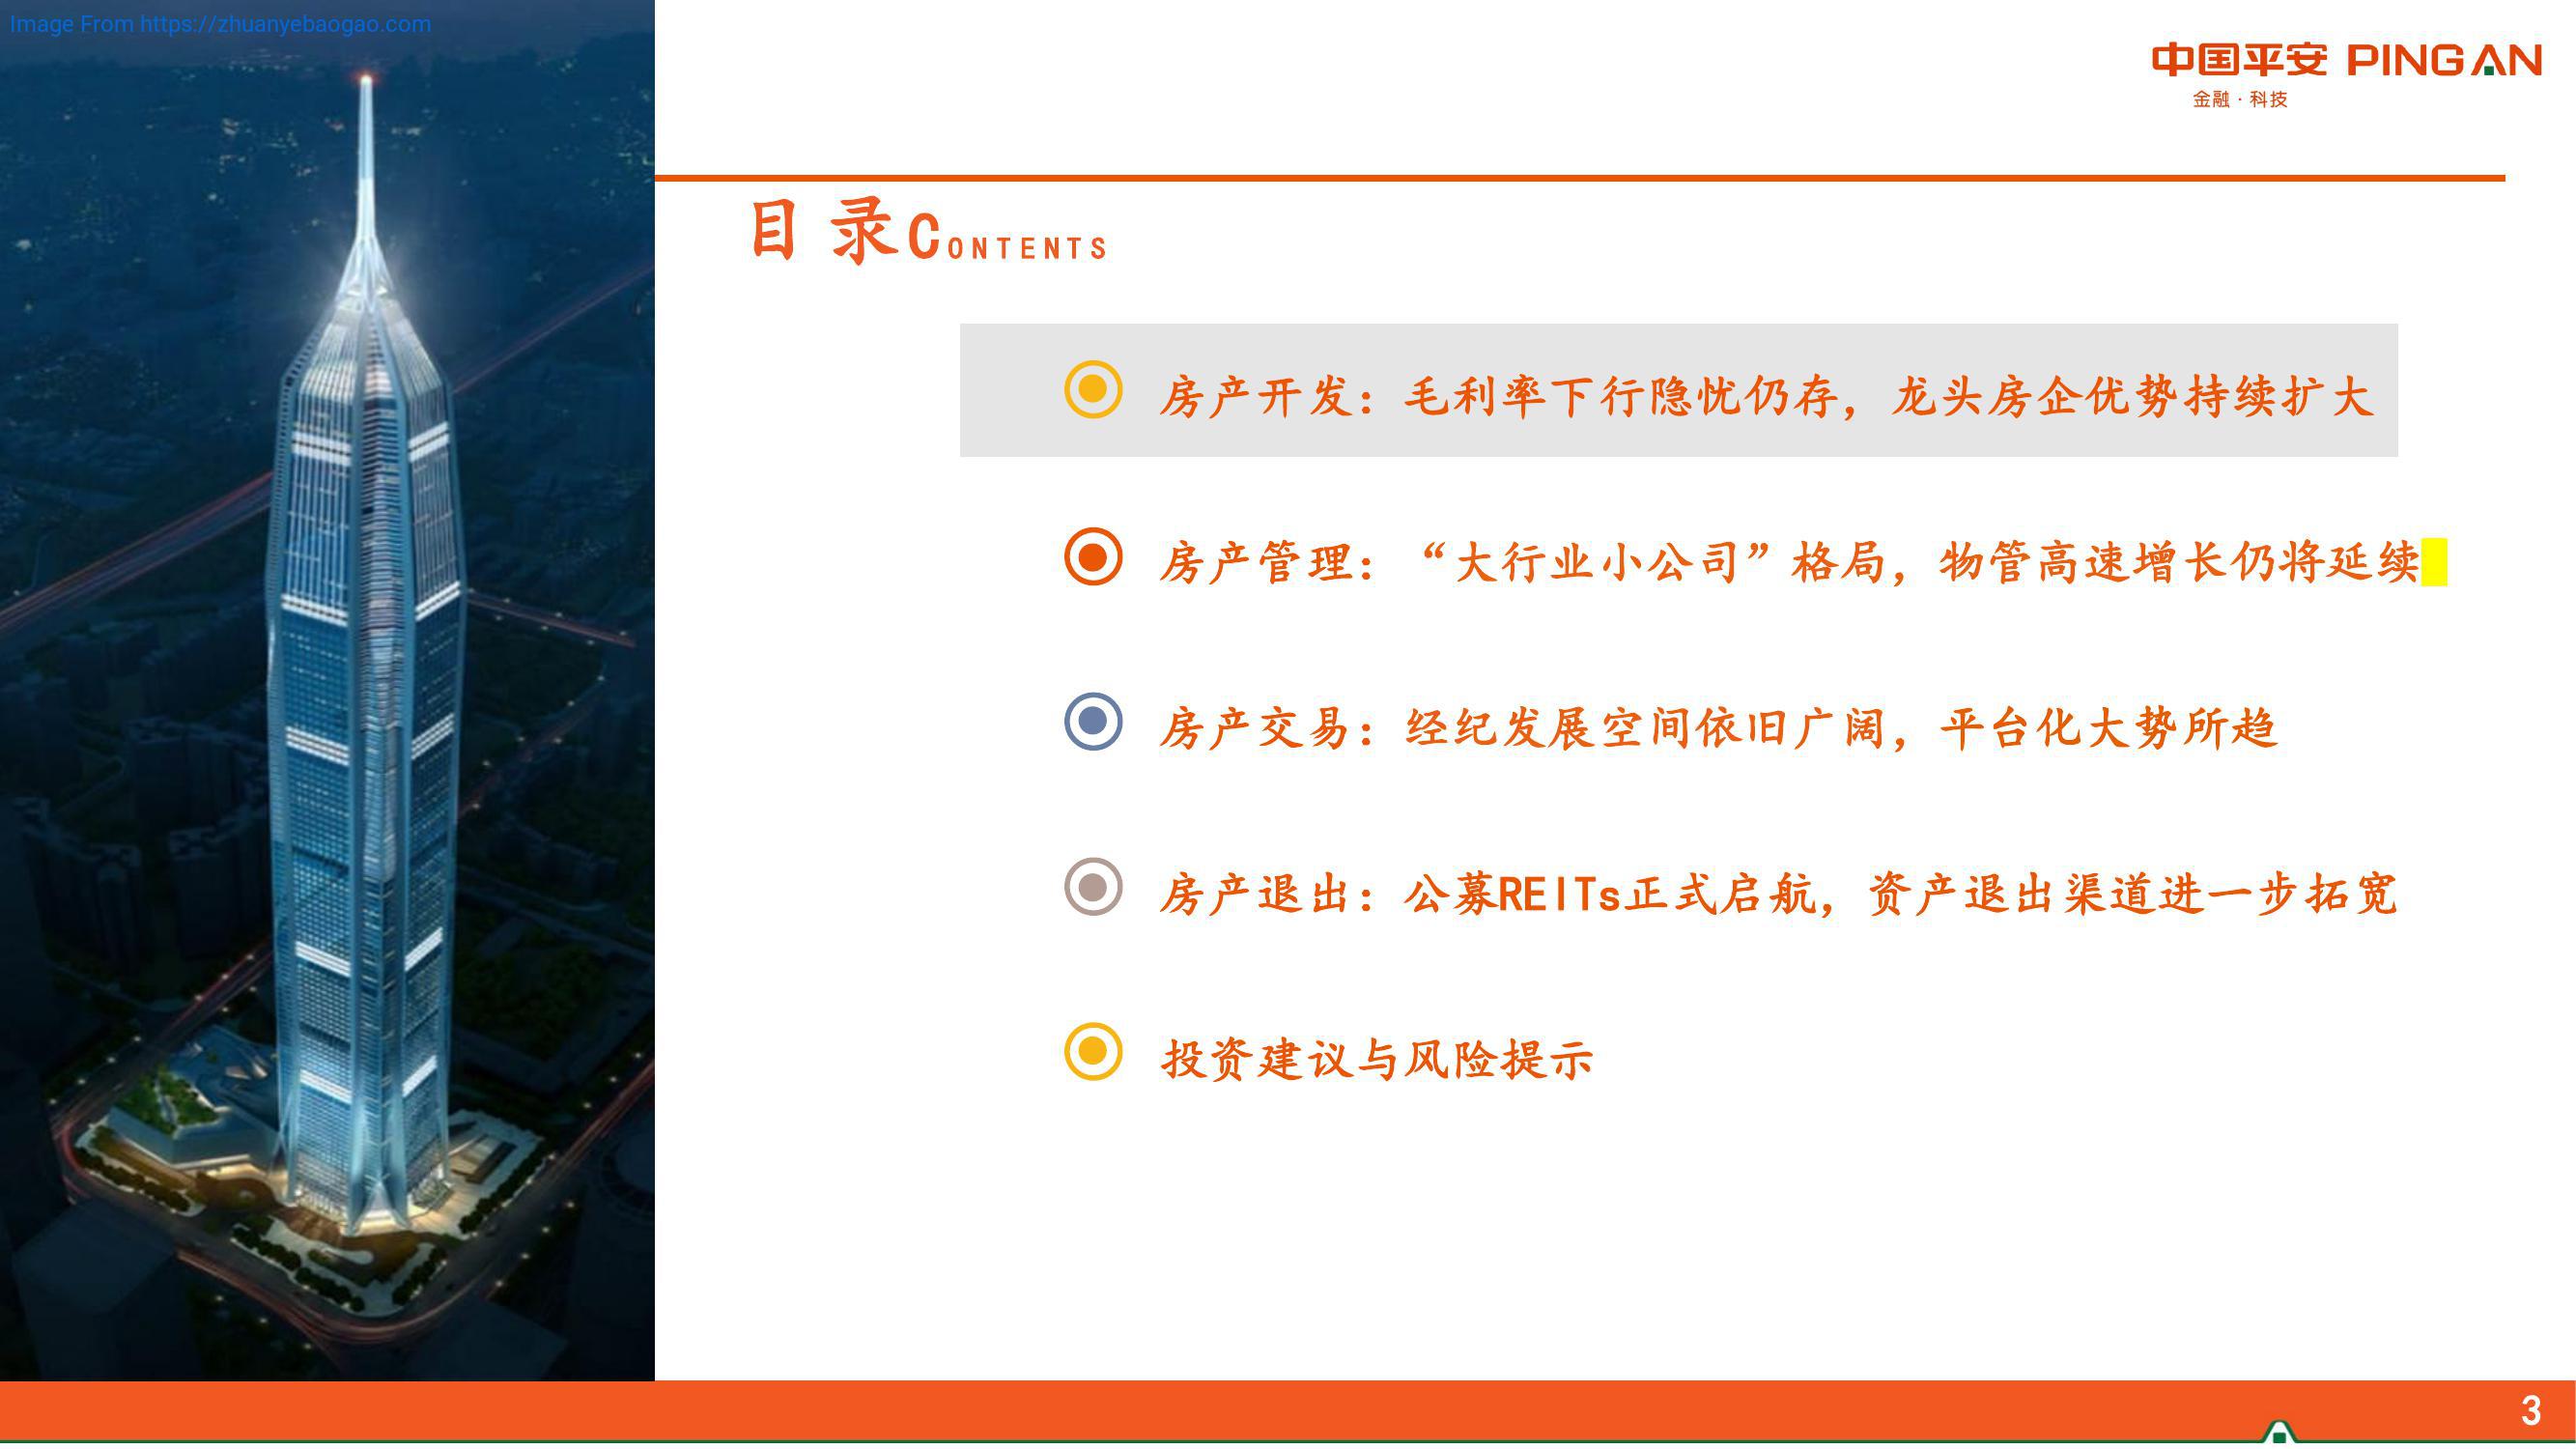 Image From https://zhuanyebaogao.com
中国平安 PINGAN
金融·科技
目 录CONTENTS
房产开发：毛利率下行隐忧仍存，龙头房企优势持续扩大
房产管理：“大行业小公司”格局，物管高速增长仍将延续
房产交易：经纪发展空间依旧广阔，平台化大势所趋
房产退出：公募REITs正式启航，资产退出渠道进一步拓宽
投资建议与风险提示
3